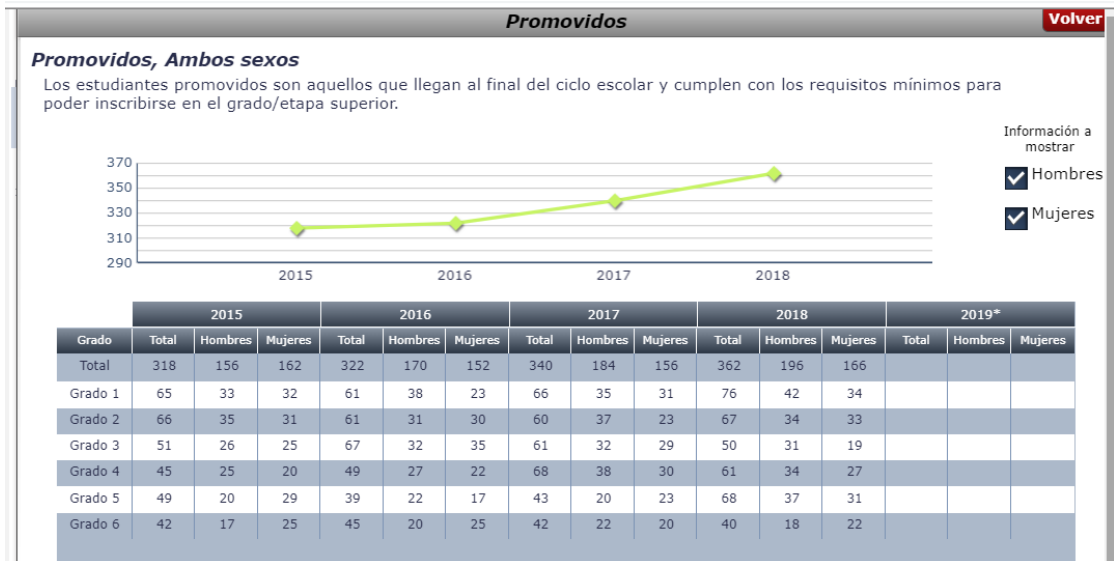 Promovidos
Volver
Promovidos, Ambos sexos
Los estudiantes promovidos son aquellos que llegan al final del ciclo escolar y cumplen con los requisitos mínimos para
poder inscribirse en el grado/etapa superior.
Información a
mostrar
Hombres
Mujeres
370
350
330
310
290
2015 2016 2017 2018
2015 2016 2017 2018 2019*
Grado Total Hombres Mujeres Total Hombres Mujeres Total Hombres Mujeres Total Hombres Mujeres Total Hombres Mujeres
Total 318 156 162 322 170 152 340 184 156 362 196 166
Grado 1 65 33 32 61 38 23 66 35 31 76 42 34
Grado 2 66 35 31 61 31 30 60 37 23 67 34 33
Grado 3 51 26 25 67 32 35 61 32 29 50 31 19
Grado 4 45 25 20 49 27 22 68 38 30 61 34 27
Grado 5 49 20 29 39 22 17 43 20 23 68 37 31
Grado 6 42 17 25 45 20 25 42 22 20 40 18 22